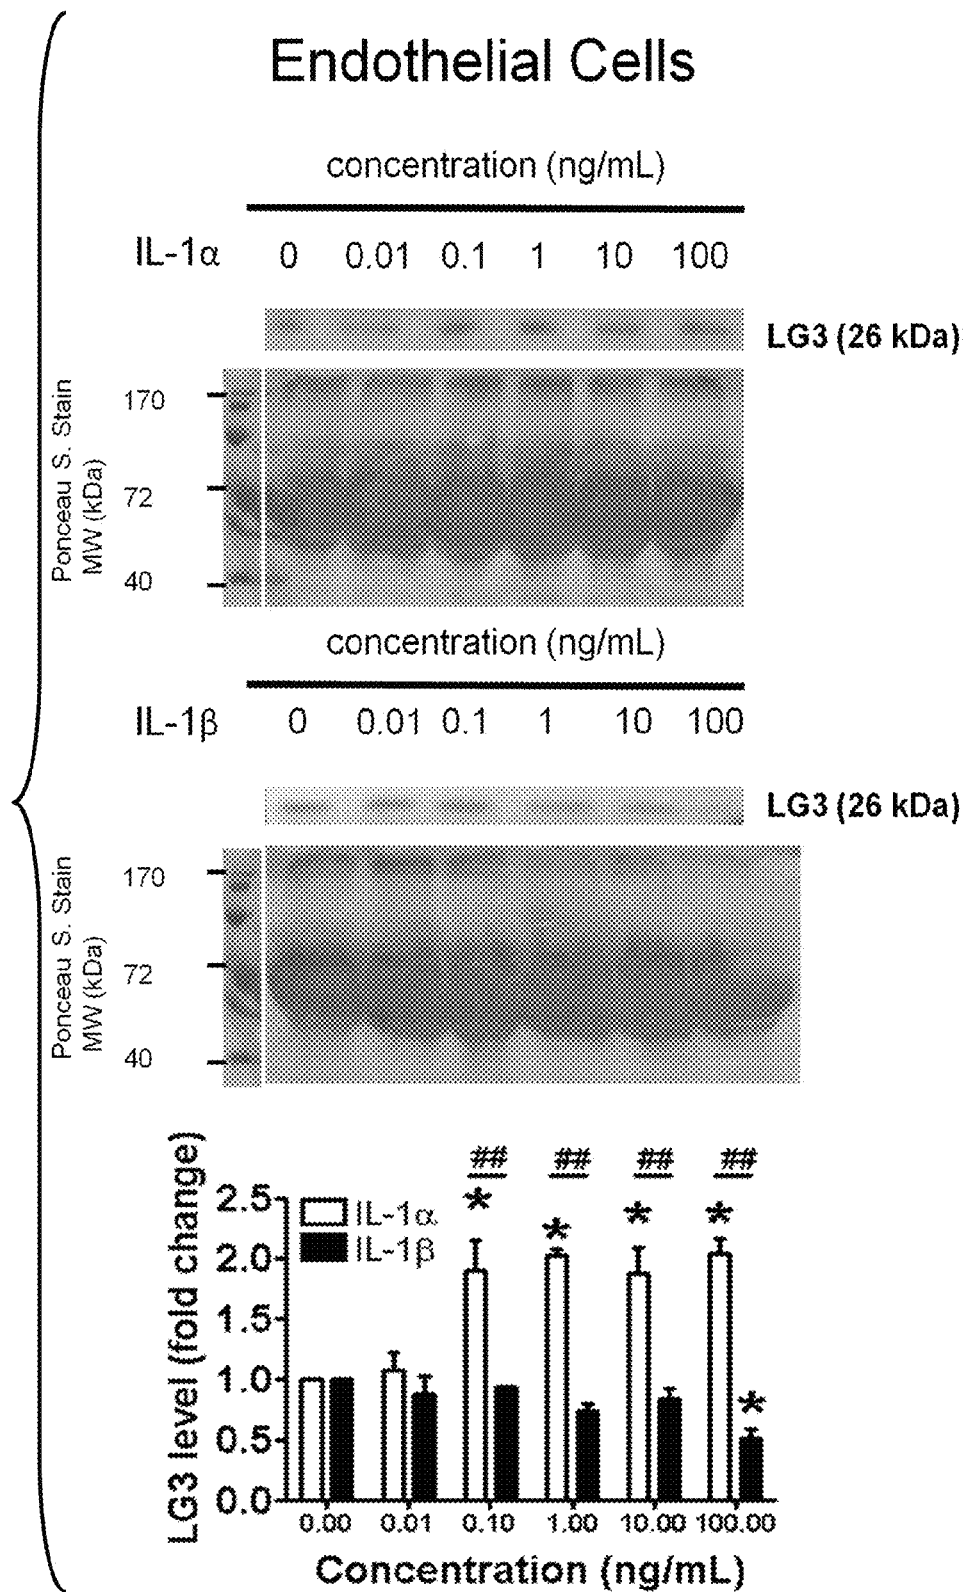 Endothelial Cells
concentration (ng/mL)
IL-1α 0 0.01 0.1 1 10 100
LG3 (26 kDa)
Ponceau S. Stain
MW (kDa)
170
72
40
concentration (ng/mL)
IL-1β 0 0.01 0.1 1 10 100
LG3 (26 kDa)
Ponceau S. Stain
MW (kDa)
170
72
40
## ## ## ##
* * * * *
LG3 level (fold change)
2.5
2.0
1.5
1.0
0.5
0.0
IL-1α
IL-1β
0.00 0.01 0.10 1.00 10.00 100.00
Concentration (ng/mL)